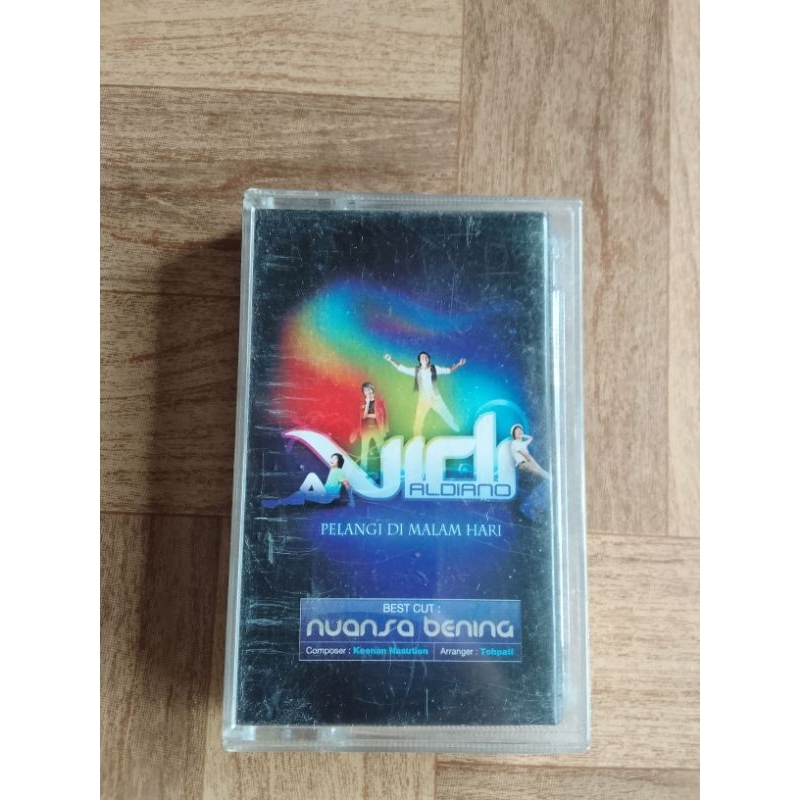 Vidi
ALDIANO
PELANGI DI MALAM HARI
BEST CUT :
nuansa bening
Composer : Keenan Nasution Arranger : Tohpati